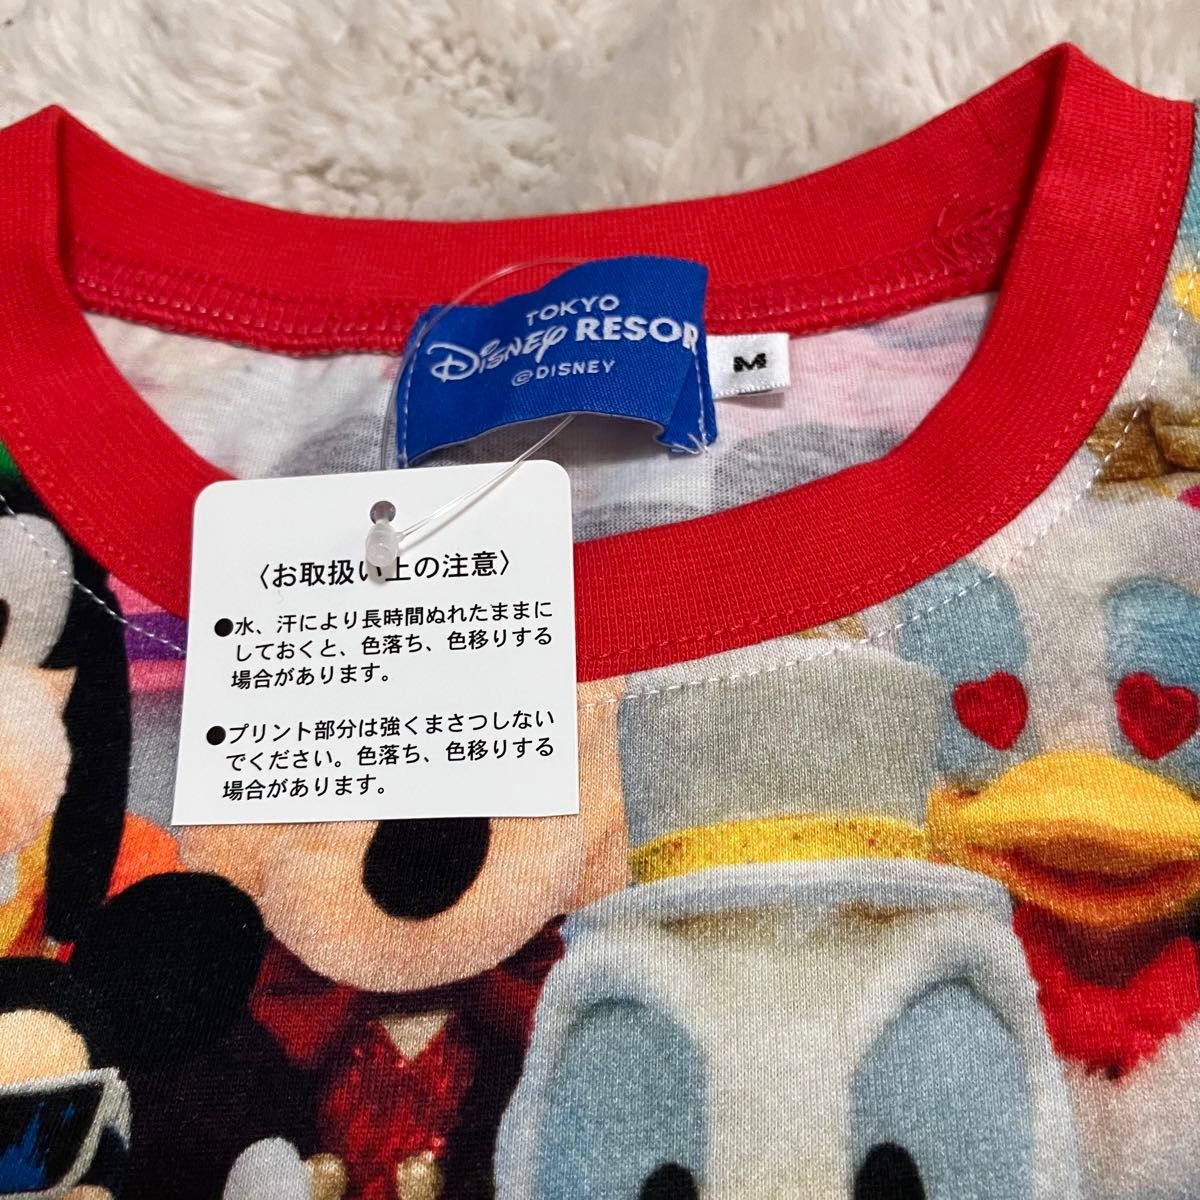 TOKYO
Disney RESOR
©DISNEY
M
〈お取扱い上の注意〉
●水、汗により長時間ぬれたままに
しておくと、色落ち、色移りする
場合があります。
●プリント部分は強くまさつしない
でください。色落ち、色移りする
場合があります。